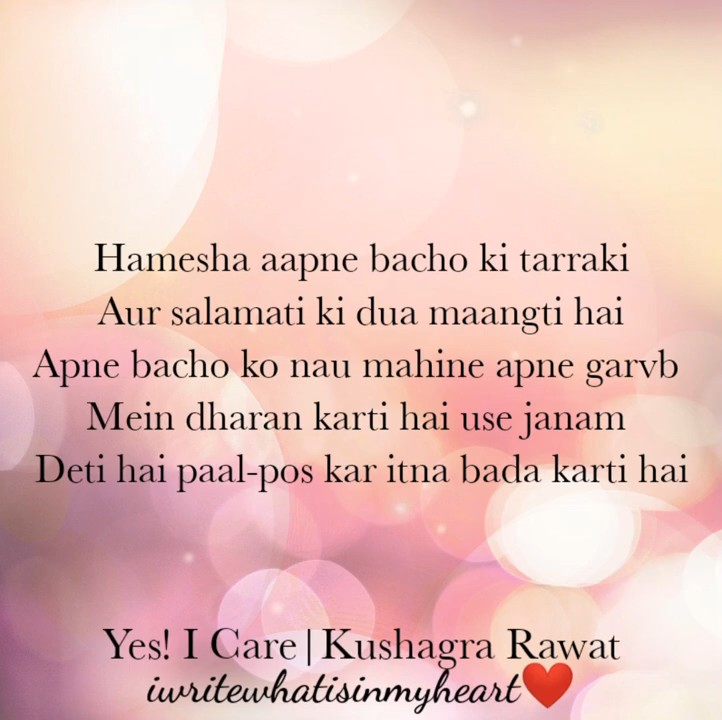 Hamesha aapne bacho ki tarraki
Aur salamati ki dua maangti hai
Apne bacho ko nau mahine apne garvb
Mein dharan karti hai use janam
Deti hai paal-pos kar itna bada karti hai
Yes! I Care|Kushagra Rawat
iwritewhatisinmyheart❤️